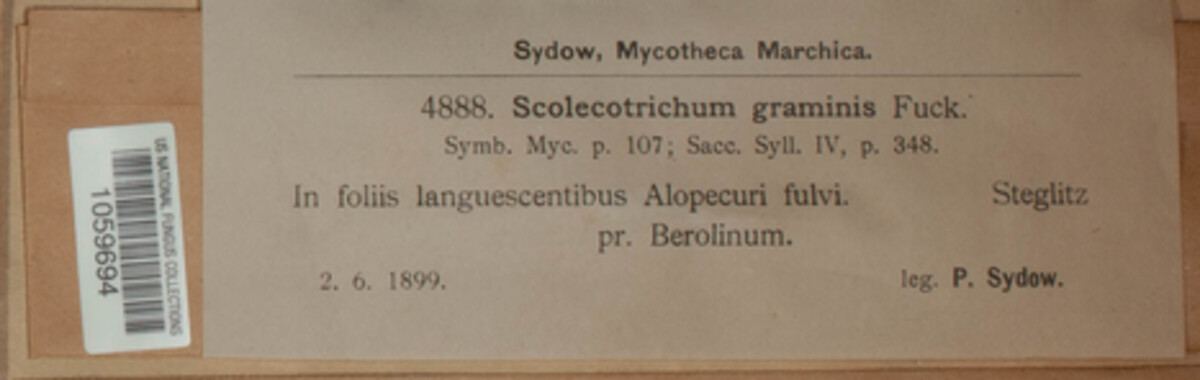 Sydow, Mycotheca Marchica.
4888. Scolecotrichum graminis Fuck.
Symb. Myc. p. 107; Sacc. Syll. IV, p. 348.
In foliis languescentibus Alopecuri fulvi. Steglitz
pr. Berolinum.
2. 6. 1899. leg. P. Sydow.
US NATIONAL FUNGUS COLLECTIONS
1059694